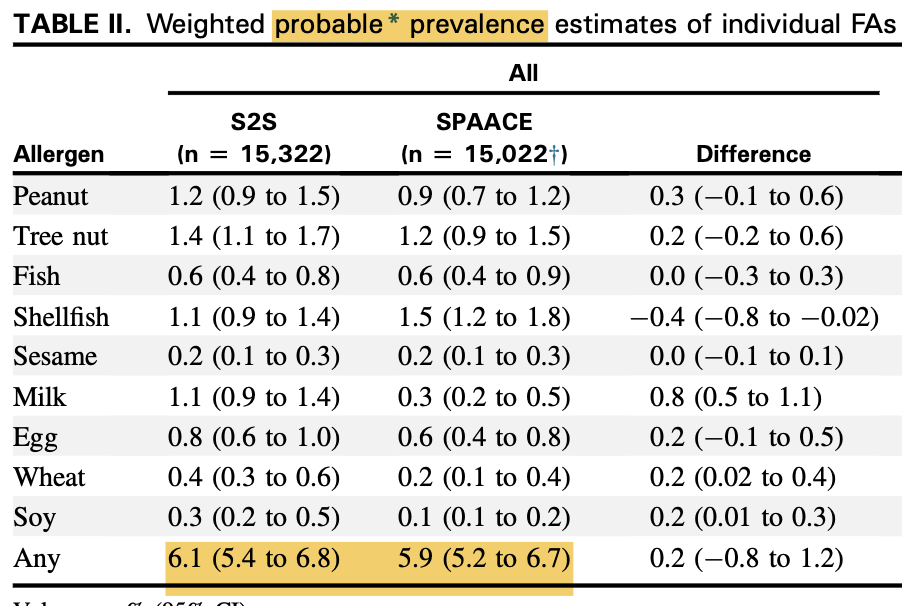 TABLE II. Weighted probable* prevalence estimates of individual FAs
All
S2S SPAACE
Allergen (n = 15,322) (n = 15,022†) Difference
Peanut 1.2 (0.9 to 1.5) 0.9 (0.7 to 1.2) 0.3 (−0.1 to 0.6)
Tree nut 1.4 (1.1 to 1.7) 1.2 (0.9 to 1.5) 0.2 (−0.2 to 0.6)
Fish 0.6 (0.4 to 0.8) 0.6 (0.4 to 0.9) 0.0 (−0.3 to 0.3)
Shellfish 1.1 (0.9 to 1.4) 1.5 (1.2 to 1.8) −0.4 (−0.8 to −0.02)
Sesame 0.2 (0.1 to 0.3) 0.2 (0.1 to 0.3) 0.0 (−0.1 to 0.1)
Milk 1.1 (0.9 to 1.4) 0.3 (0.2 to 0.5) 0.8 (0.5 to 1.1)
Egg 0.8 (0.6 to 1.0) 0.6 (0.4 to 0.8) 0.2 (−0.1 to 0.5)
Wheat 0.4 (0.3 to 0.6) 0.2 (0.1 to 0.4) 0.2 (0.02 to 0.4)
Soy 0.3 (0.2 to 0.5) 0.1 (0.1 to 0.2) 0.2 (0.01 to 0.3)
Any 6.1 (5.4 to 6.8) 5.9 (5.2 to 6.7) 0.2 (−0.8 to 1.2)